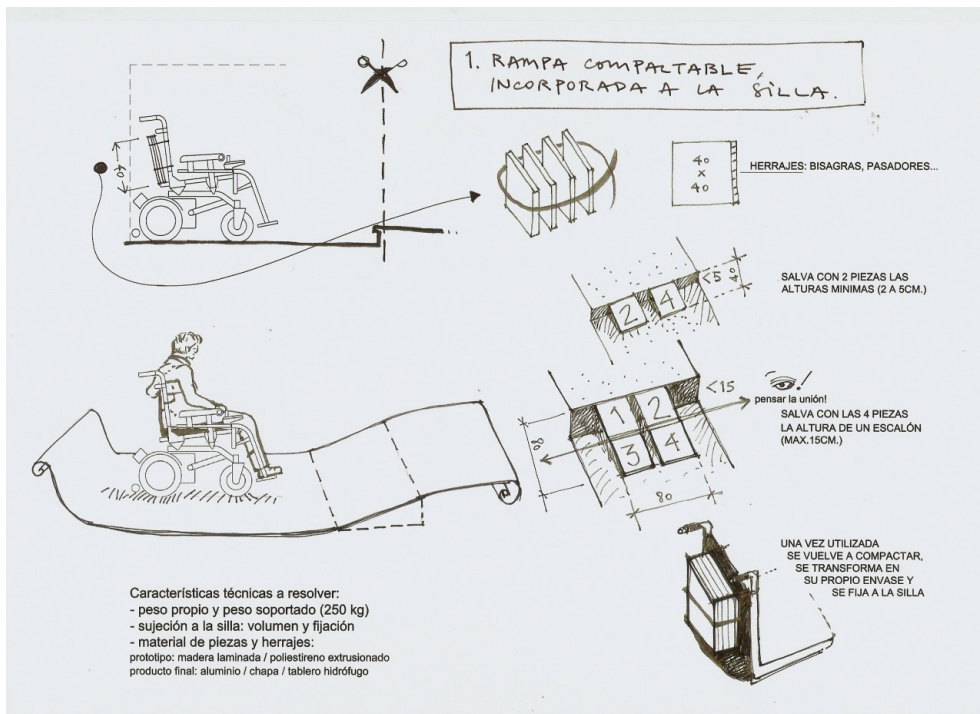 1. RAMPA COMPACTABLE,
INCORPORADA A LA SILLA.
40
40
x
40
HERRAJES: BISAGRAS, PASADORES...
2
4
<5
40
SALVA CON 2 PIEZAS LAS
ALTURAS MINIMAS (2 A 5CM.)
1
2
3
4
<15
80
80
pensar la unión!
SALVA CON LAS 4 PIEZAS
LA ALTURA DE UN ESCALÓN
(MAX.15CM.)
UNA VEZ UTILIZADA
SE VUELVE A COMPACTAR,
SE TRANSFORMA EN
SU PROPIO ENVASE Y
SE FIJA A LA SILLA
Características técnicas a resolver:
- peso propio y peso soportado (250 kg)
- sujeción a la silla: volumen y fijación
- material de piezas y herrajes:
prototipo: madera laminada / poliestireno extrusionado
producto final: aluminio / chapa / tablero hidrófugo